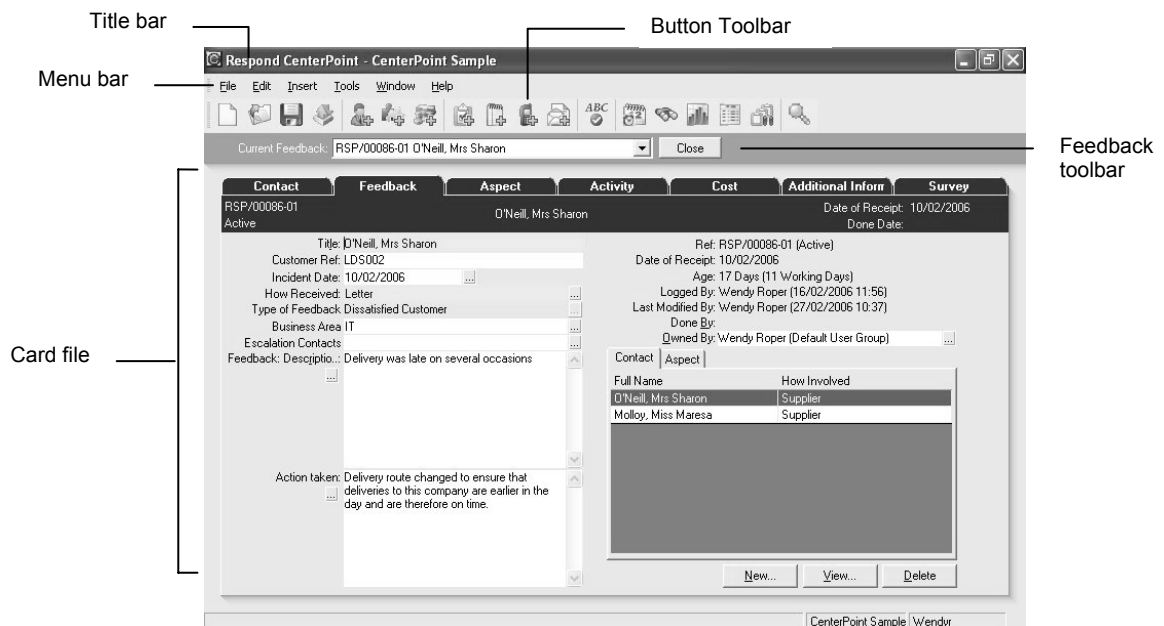 Title bar
Button Toolbar
Respond CenterPoint - CenterPoint Sample
Menu bar
File Edit Insert Tools Window Help
ABC
Current Feedback: RSP/00086-01 O'Neill, Mrs Sharon Close
Feedback toolbar
Contact Feedback Aspect Activity Cost Additional Inform Survey
RSP/00086-01 O'Neill, Mrs Sharon Date of Receipt: 10/02/2006
Active Done Date:
Title: O'Neill, Mrs Sharon
Customer Ref: LDS002
Incident Date: 10/02/2006 ...
How Received: Letter ...
Type of Feedback Dissatisfied Customer ...
Business Area IT ...
Escalation Contacts ...
Feedback: Descriptio..: Delivery was late on several occasions
...
Action taken: Delivery route changed to ensure that
... deliveries to this company are earlier in the
day and are therefore on time.
Ref: RSP/00086-01 (Active)
Date of Receipt: 10/02/2006
Age: 17 Days (11 Working Days)
Logged By: Wendy Roper (16/02/2006 11:56)
Last Modified By: Wendy Roper (27/02/2006 10:37)
Done By:
Owned By: Wendy Roper (Default User Group) ...
Contact Aspect
Full Name How Involved
O'Neill, Mrs Sharon Supplier
Molloy, Miss Maresa Supplier
New... View... Delete
Card file
CenterPoint Sample Wendyr